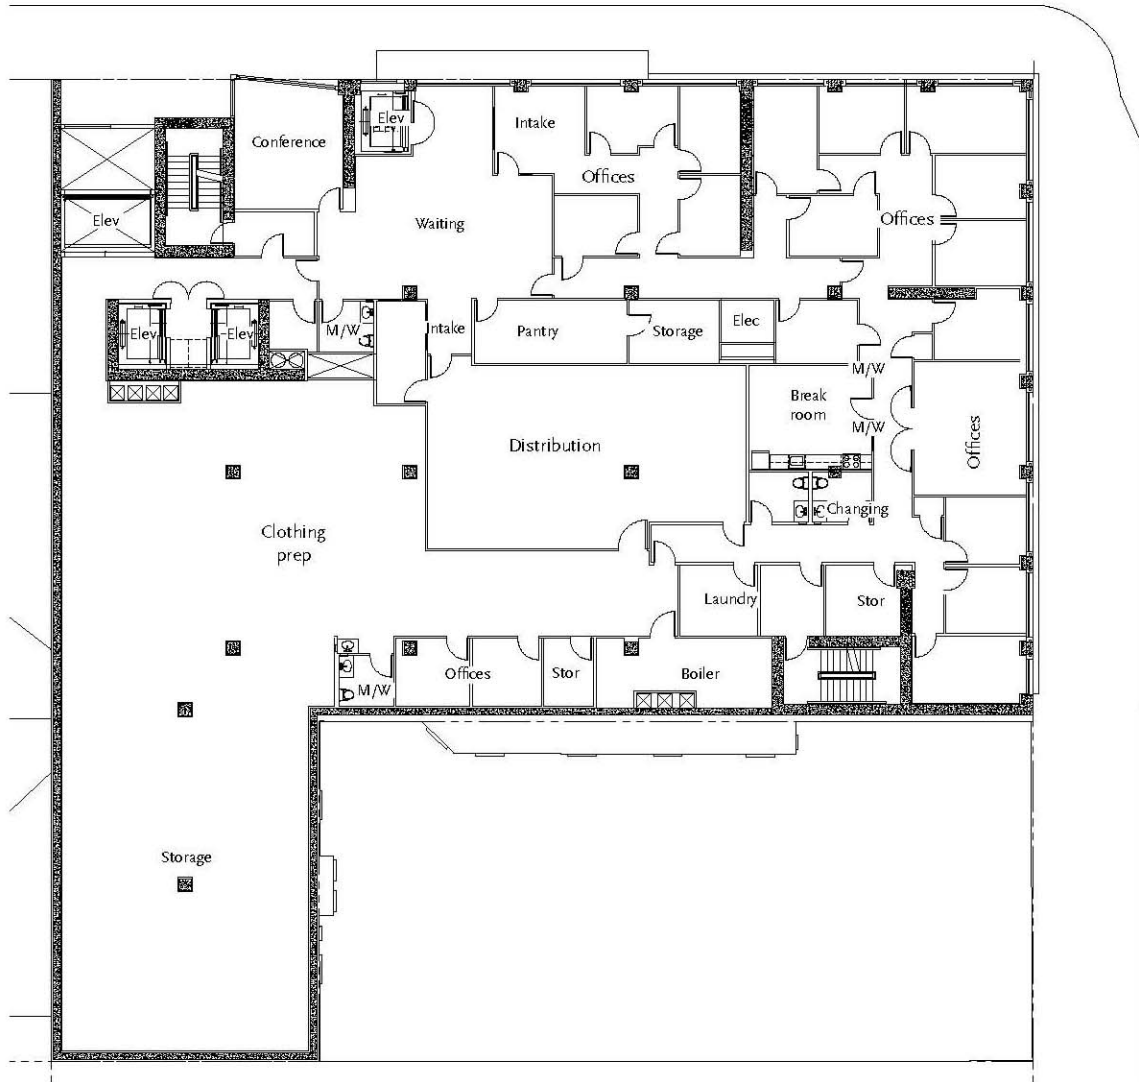 Elev
Intake
Conference
Offices
Elev
Waiting
Offices
Elev
Elev
M/W
Intake
Pantry
Storage
Elec
M/W
Break
room
M/W
Offices
Distribution
Changing
Clothing
prep
Laundry
Stor
M/W
Offices
Stor
Boiler
Storage